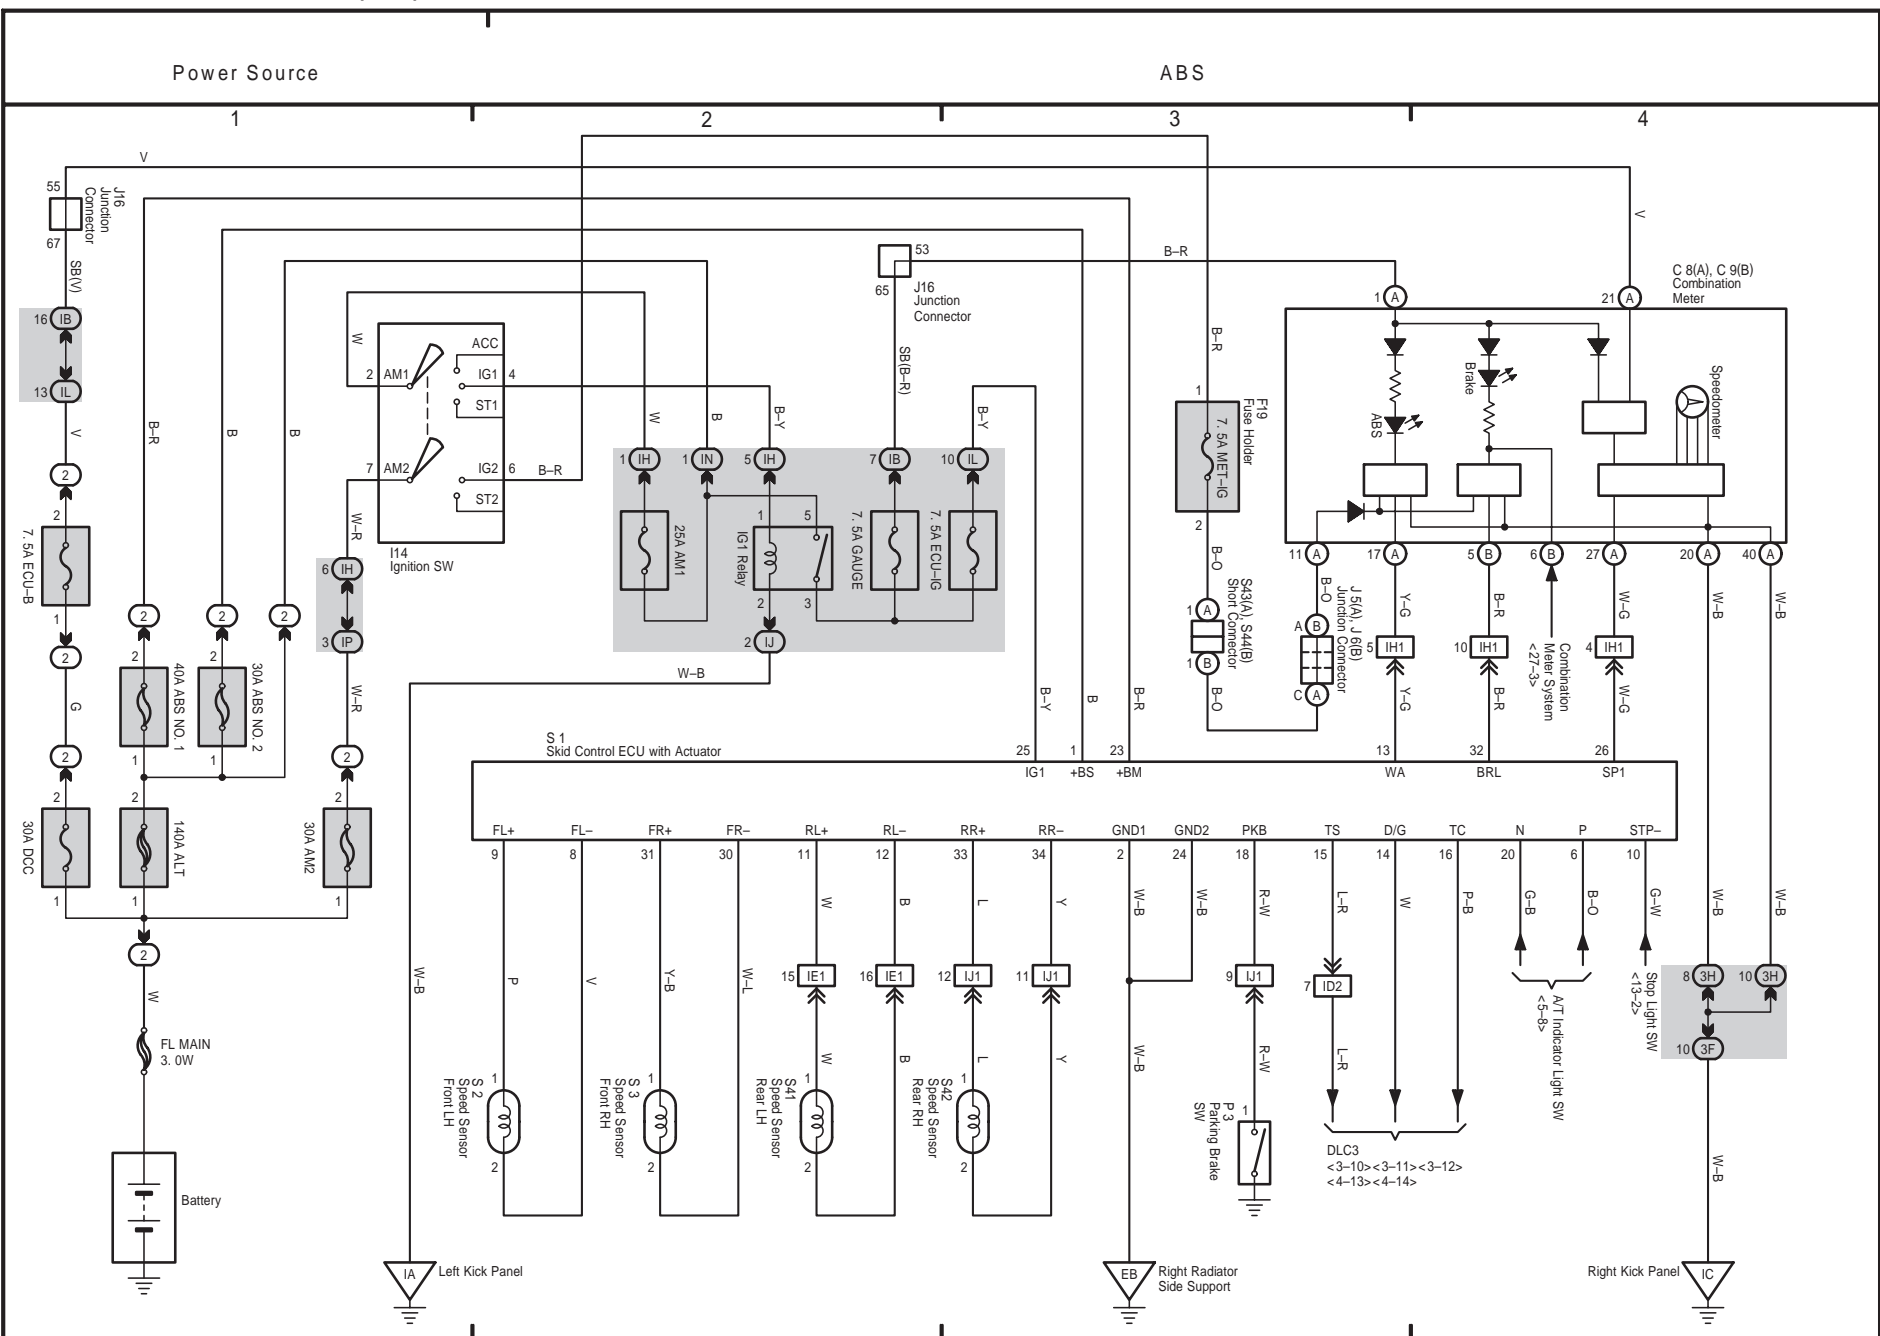 Power Source
ABS
1
2
3
4
V
55
J16
Junction
Connector
67
SB(V)
16 IB
13 IL
V
2
2
7. 5A ECU–B
1
2
G
2
2
30A DCC
1
B–R
B
B
2
2
2
2
40A ABS NO. 1
1
2
30A ABS NO. 2
1
2
140A ALT
1
2
W
FL MAIN
3. 0W
Battery
W
2 AM1
ACC
IG1 4
ST1
7 AM2
IG2 6
ST2
B–R
I14
Ignition SW
W–R
6 IH
3 IP
W–R
2
2
30A AM2
1
W
B
B–Y
1 IH
1 IN
5 IH
7 IB
10 IL
25A AM1
1
5
IG1 Relay
2
3
7. 5A GAUGE
7. 5A ECU–IG
2 IJ
W–B
53
65
J16
Junction
Connector
SB(B–R)
B–Y
B–R
B–R
1
F19
Fuse Holder
7. 5A MET–IG
2
B–O
1 A
1 B
S43(A), S44(B)
Short Connector
B–O
V
C 8(A), C 9(B)
Combination
Meter
1 A
21 A
ABS
Brake
Speedometer
11 A
17 A
5 B
6 B
27 A
20 A
40 A
B–O
A B
C A
J 5(A), J 6(B)
Junction Connector
Y–G
5 IH1
Y–G
B–R
10 IH1
B–R
Combination
Meter System
<27–3>
W–G
4 IH1
W–G
W–B
W–B
B–Y
B
B–R
S 1
Skid Control ECU with Actuator
25
1
23
13
32
26
IG1
+BS
+BM
WA
BRL
SP1
FL+
FL–
FR+
FR–
RL+
RL–
RR+
RR–
GND1
GND2
PKB
TS
D/G
TC
N
P
STP–
9
8
31
30
11
12
33
34
2
24
18
15
14
16
20
6
10
W–B
P
V
Y–B
W–L
W
B
L
Y
W–B
W–B
R–W
L–R
W
P–B
G–B
B–O
G–W
W–B
W–B
15 IE1
16 IE1
12 IJ1
11 IJ1
9 IJ1
7 ID2
8 3H
10 3H
10 3F
W
B
L
Y
W–B
R–W
L–R
A/T Indicator Light SW
<5–8>
Stop Light SW
<13–2>
S 2
Speed Sensor
Front LH
1
2
S 3
Speed Sensor
Front RH
1
2
S41
Speed Sensor
Rear LH
1
2
S42
Speed Sensor
Rear RH
1
2
P 3
Parking Brake
SW
1
DLC3
<3–10><3–11><3–12>
<4–13><4–14>
W–B
IA
Left Kick Panel
EB
Right Radiator
Side Support
Right Kick Panel
IC